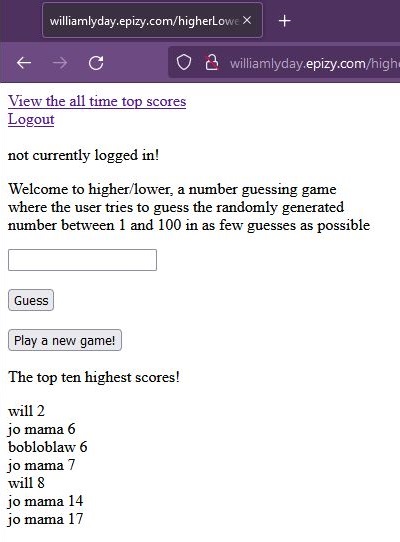 williamlyday.epizy.com/higherLowe
williamlyday.epizy.com/high
View the all time top scores
Logout
not currently logged in!
Welcome to higher/lower, a number guessing game
where the user tries to guess the randomly generated
number between 1 and 100 in as few guesses as possible
Guess
Play a new game!
The top ten highest scores!
will 2
jo mama 6
bobloblaw 6
jo mama 7
will 8
jo mama 14
jo mama 17